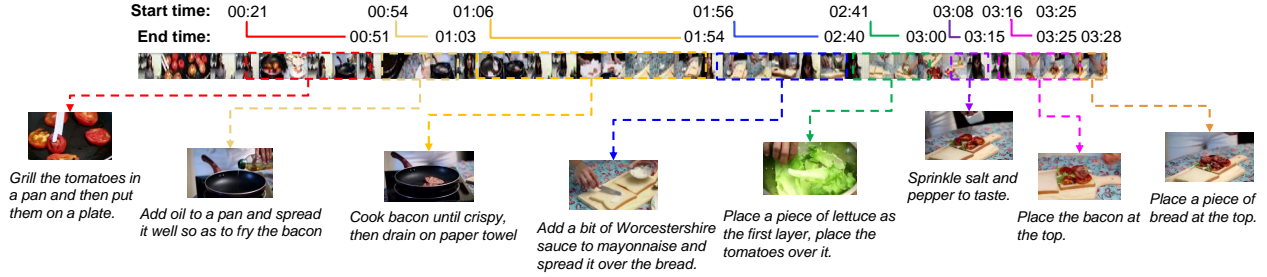 Start time: 00:21 00:54 01:06 01:56 02:41 03:08 03:16 03:25
End time: 00:51 01:03 01:54 02:40 03:00 03:15 03:25 03:28
Grill the tomatoes in
a pan and then put
them on a plate.
Add oil to a pan and spread
it well so as to fry the bacon
Cook bacon until crispy,
then drain on paper towel
Add a bit of Worcestershire
sauce to mayonnaise and
spread it over the bread.
Place a piece of lettuce as
the first layer, place the
tomatoes over it.
Sprinkle salt and
pepper to taste.
Place the bacon at
the top.
Place a piece of
bread at the top.